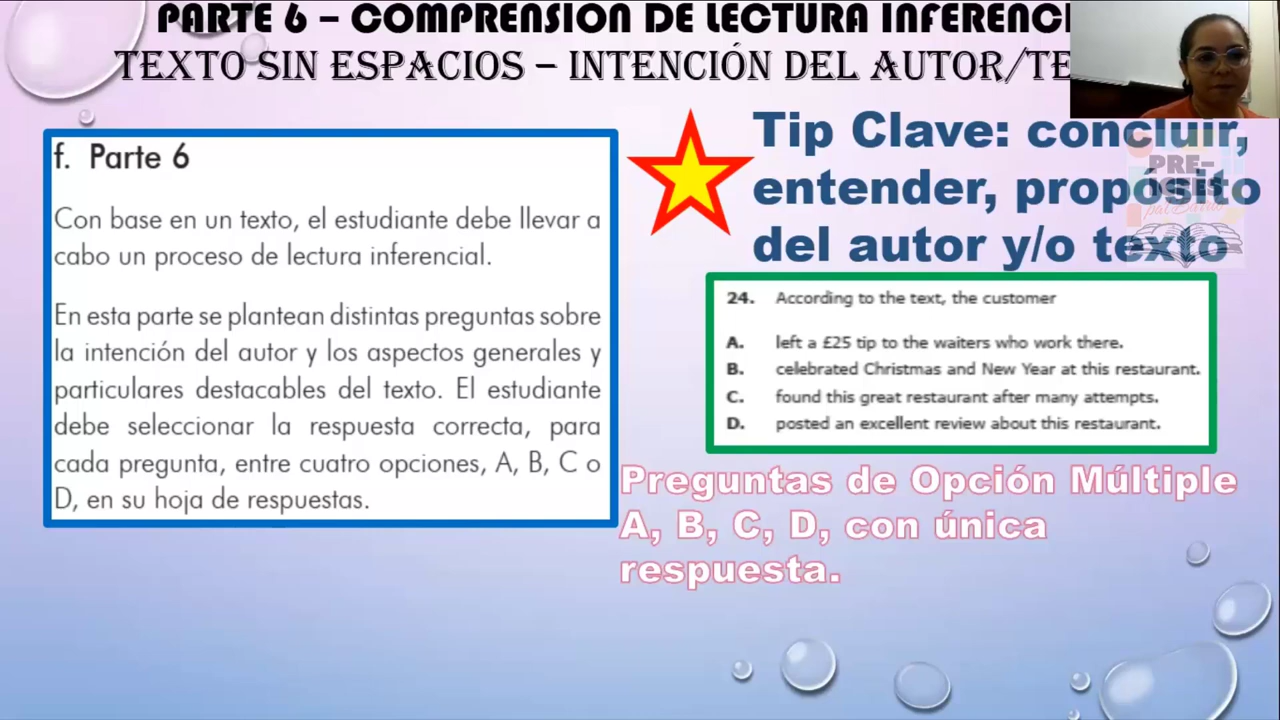 PARTE 6 – COMPRENSIÓN DE LECTURA
TEXTO SIN ESPACIOS – INTENCIÓN DEL AUTOR/
f. Parte 6
Con base en un texto, el estudiante debe llevar a
cabo un proceso de lectura inferencial.
En esta parte se plantean distintas preguntas sobre
la intención del autor y los aspectos generales y
particulares destacables del texto. El estudiante
debe seleccionar la respuesta correcta, para
cada pregunta, entre cuatro opciones, A, B, C o
D, en su hoja de respuestas.
Tip Clave: concluir,
entender, propósito
del autor y/o texto
PRE-
ICFES
pal Barrio
24. According to the text, the customer
A. left a £25 tip to the waiters who work there.
B. celebrated Christmas and New Year at this restaurant.
C. found this great restaurant after many attempts.
D. posted an excellent review about this restaurant.
Preguntas de Opción Múltiple
A, B, C, D, con única
respuesta.